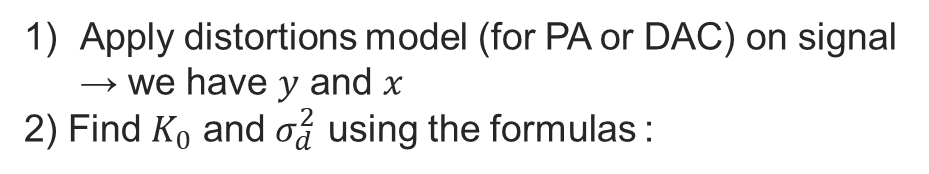 1) Apply distortions model (for PA or DAC) on signal
→ we have y and x
2) Find K₀ and σ_d² using the formulas :